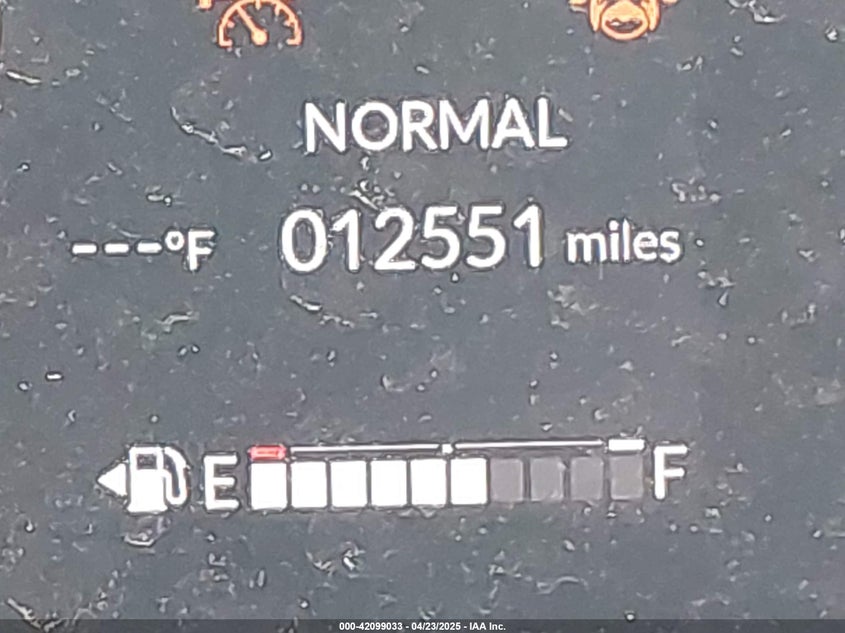 NORMAL
---°F 012551 miles
E F
000-42099033 - 04/23/2025 - IAA Inc.